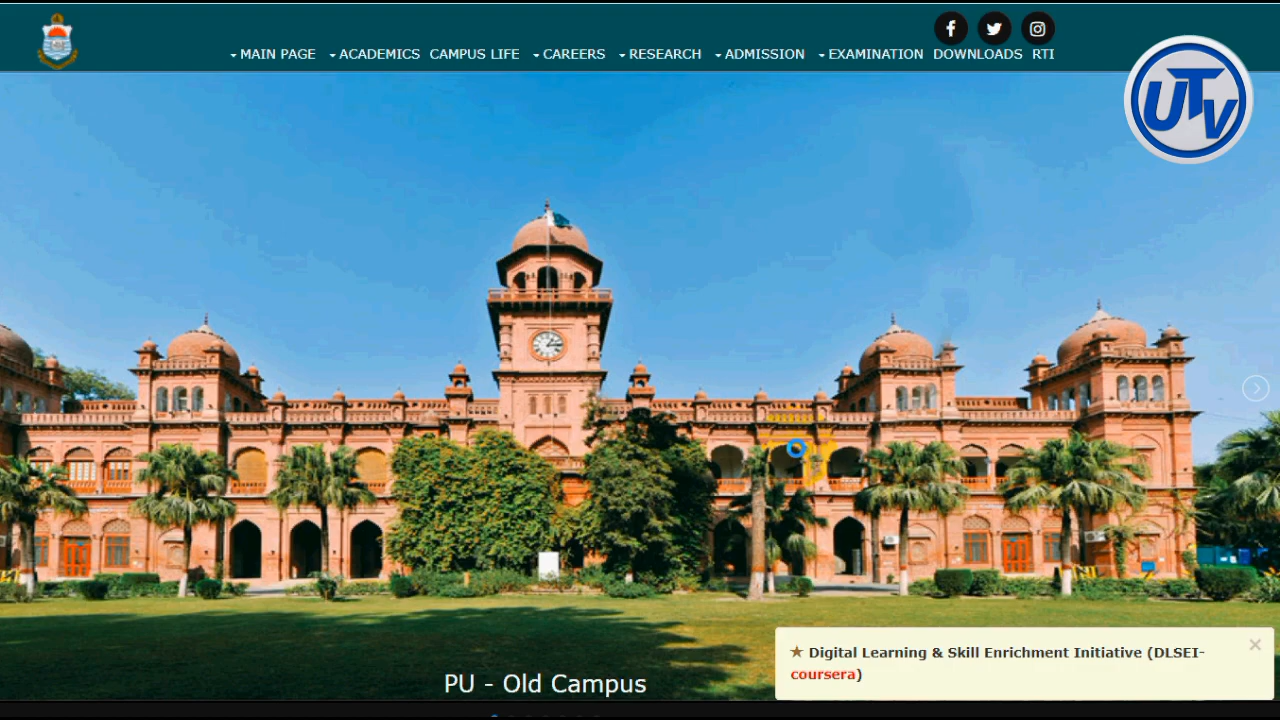 MAIN PAGE ACADEMICS CAMPUS LIFE CAREERS RESEARCH ADMISSION EXAMINATION DOWNLOADS RTI
UTV
★ Digital Learning & Skill Enrichment Initiative (DLSEI-
coursera)
PU - Old Campus